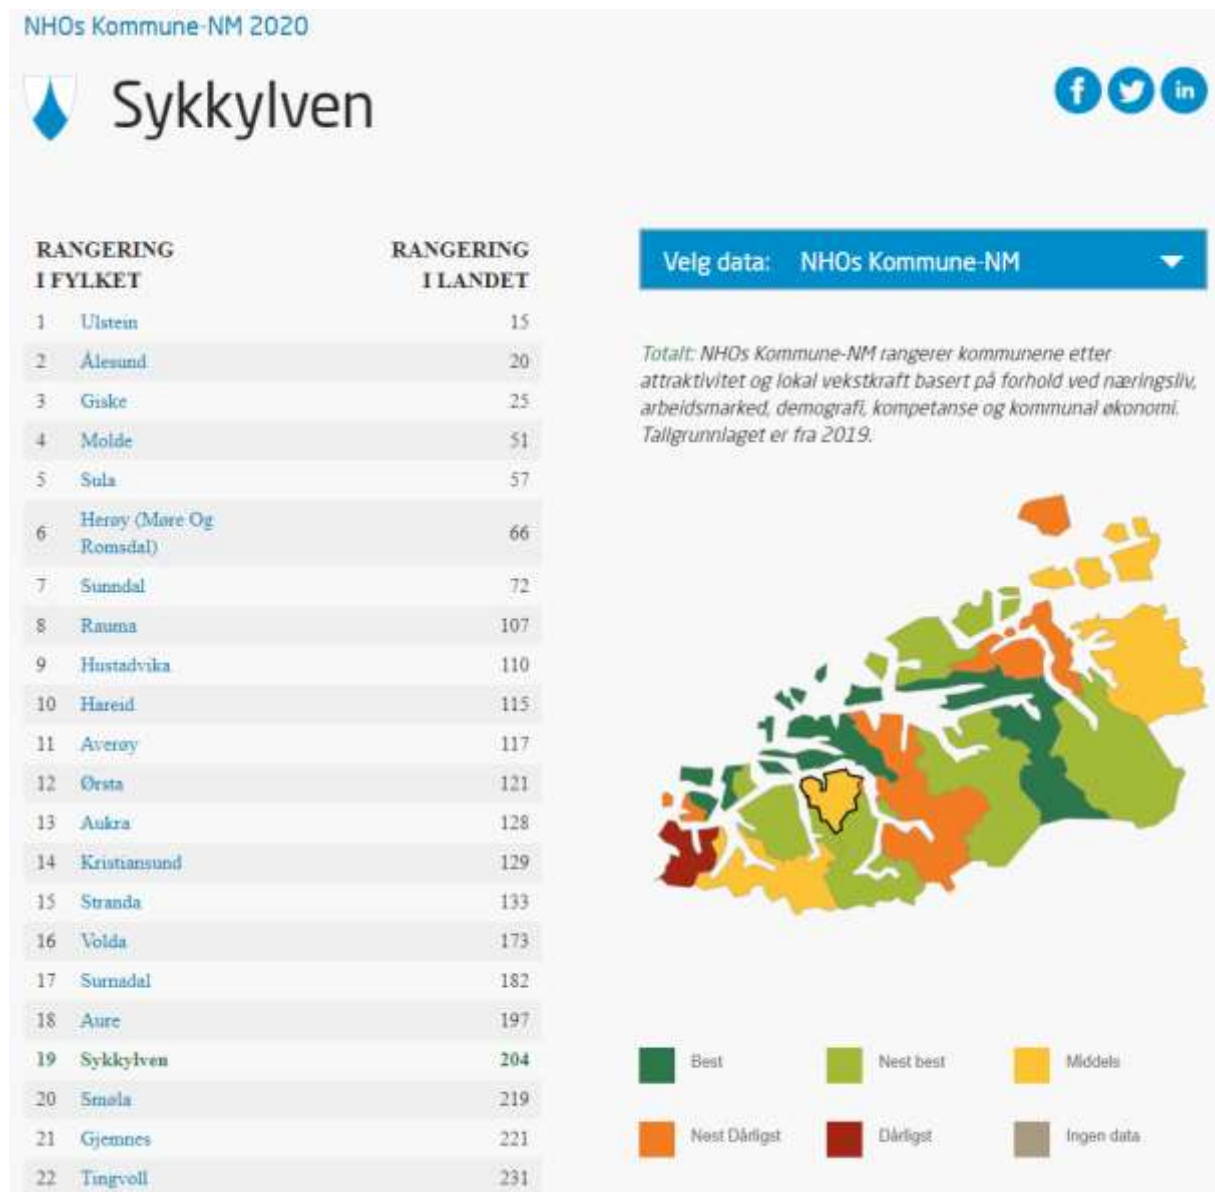 NHOs Kommune-NM 2020
Sykkylven
RANGERING
I FYLKET
RANGERING
I LANDET
1 Ulstein 15
2 Ålesund 20
3 Giske 25
4 Molde 51
5 Sula 57
6 Herøy (Møre Og
Romsdal) 66
7 Sunndal 72
8 Rauma 107
9 Hustadvika 110
10 Hareid 115
11 Averøy 117
12 Ørsta 121
13 Aukra 128
14 Kristiansund 129
15 Stranda 133
16 Volda 173
17 Surnadal 182
18 Aure 197
19 Sykkylven 204
20 Smøla 219
21 Gjemnes 221
22 Tingvoll 231
Velg data: NHOs Kommune-NM
Totalt: NHOs Kommune-NM rangerer kommunene etter
attraktivitet og lokal vekstkraft basert på forhold ved næringsliv,
arbeidsmarked, demografi, kompetanse og kommunal økonomi.
Tallgrunnlaget er fra 2019.
Best
Nest best
Middels
Nest Dårligst
Dårligst
Ingen data